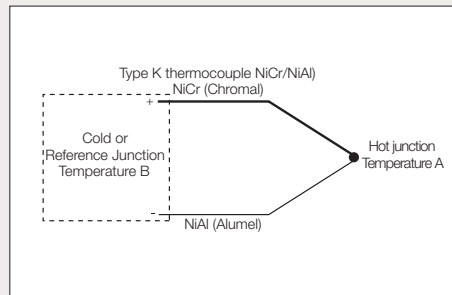 Type K thermocouple NiCr/NiAl)
NiCr (Chromal)
+
Cold or
Reference Junction
Temperature B
Hot junction
Temperature A
-
NiAl (Alumel)